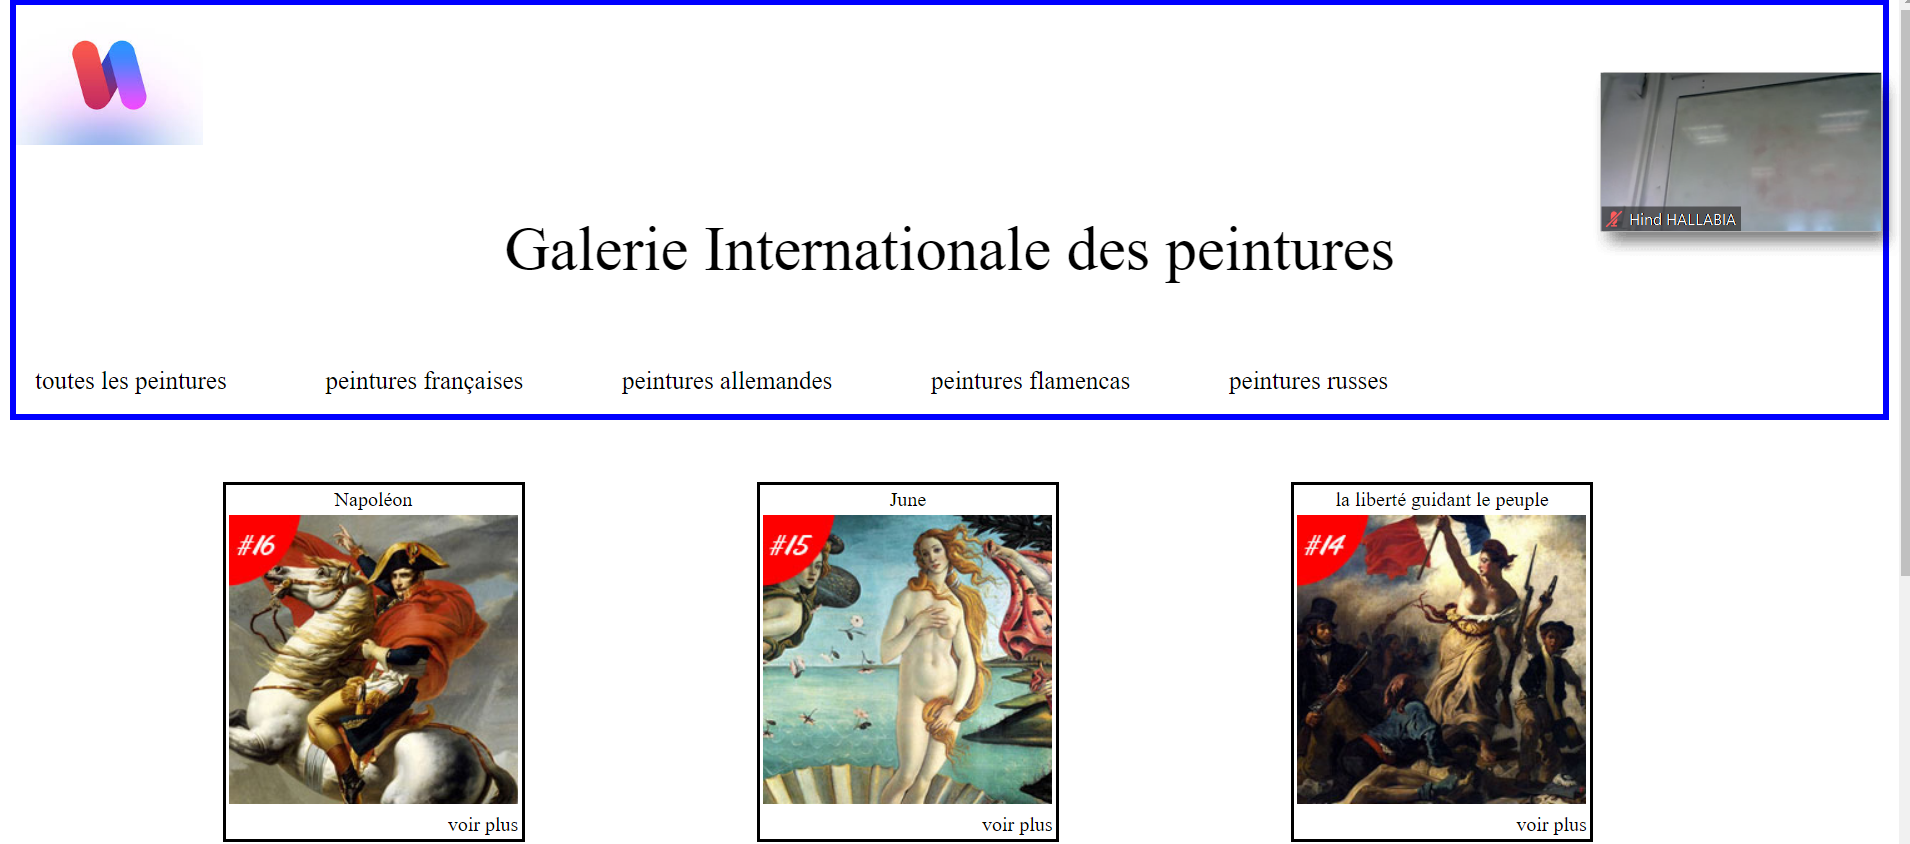 Hind HALLABIA
Galerie Internationale des peintures
toutes les peintures
peintures françaises
peintures allemandes
peintures flamencas
peintures russes
Napoléon
#16
voir plus
June
#15
voir plus
la liberté guidant le peuple
#14
voir plus